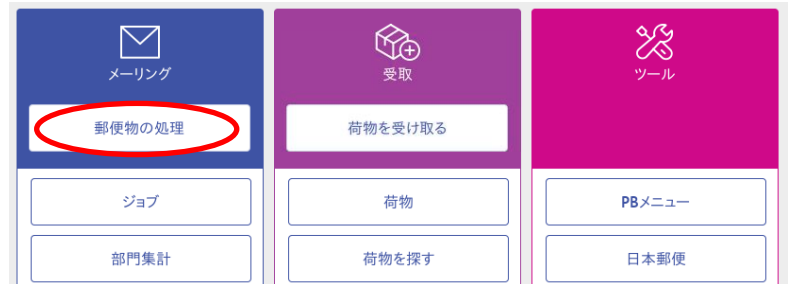 メーリング
郵便物の処理
ジョブ
部門集計
受取
荷物を受け取る
荷物
荷物を探す
ツール
PBメニュー
日本郵便